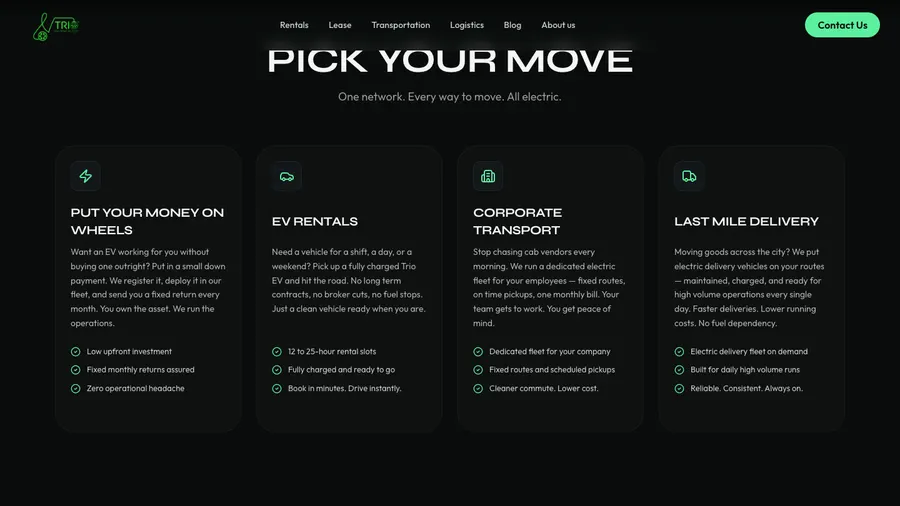 TRIO
Rentals
Lease
Transportation
Logistics
Blog
About us
Contact Us
PICK YOUR MOVE
One network. Every way to move. All electric.
PUT YOUR MONEY ON
WHEELS
Want an EV working for you without
buying one outright? Put in a small down
payment. We register it, deploy it in our
fleet, and send you a fixed return every
month. You own the asset. We run the
operations.
Low upfront investment
Fixed monthly returns assured
Zero operational headache
EV RENTALS
Need a vehicle for a shift, a day, or a
weekend? Pick up a fully charged Trio
EV and hit the road. No long term
contracts, no broker cuts, no fuel stops.
Just a clean vehicle ready when you are.
12 to 25-hour rental slots
Fully charged and ready to go
Book in minutes. Drive instantly.
CORPORATE
TRANSPORT
Stop chasing cab vendors every
morning. We run a dedicated electric
fleet for your employees — fixed routes,
on time pickups, one monthly bill. Your
team gets to work. You get peace of
mind.
Dedicated fleet for your company
Fixed routes and scheduled pickups
Cleaner commute. Lower cost.
LAST MILE DELIVERY
Moving goods across the city? We put
electric delivery vehicles on your routes
— maintained, charged, and ready for
high volume operations every single
day. Faster deliveries. Lower running
costs. No fuel dependency.
Electric delivery fleet on demand
Built for daily high volume runs
Reliable. Consistent. Always on.